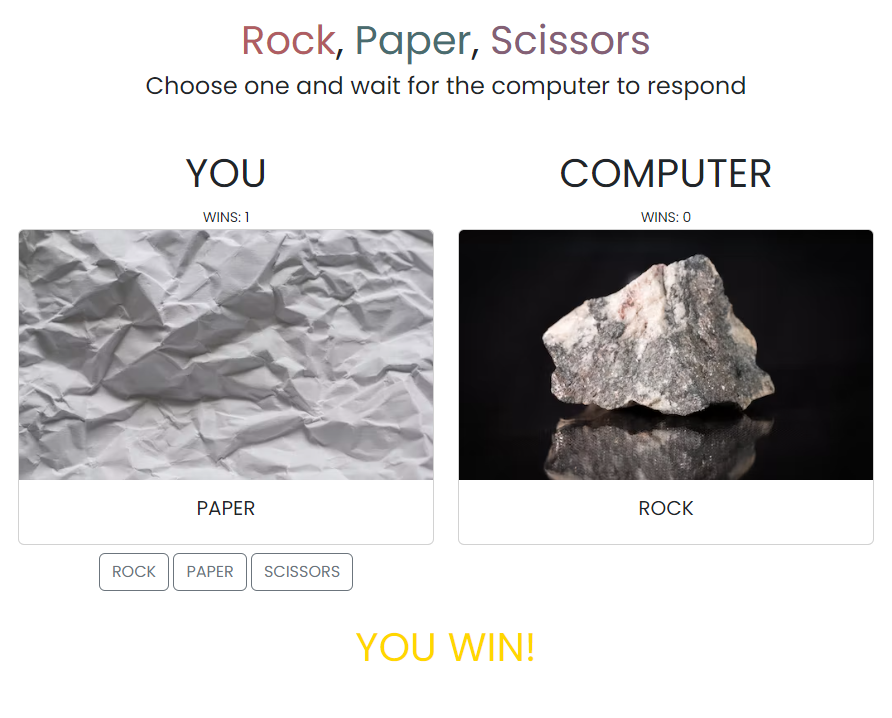 Rock, Paper, Scissors
Choose one and wait for the computer to respond
YOU
WINS: 1
PAPER
ROCK PAPER SCISSORS
COMPUTER
WINS: 0
ROCK
YOU WIN!